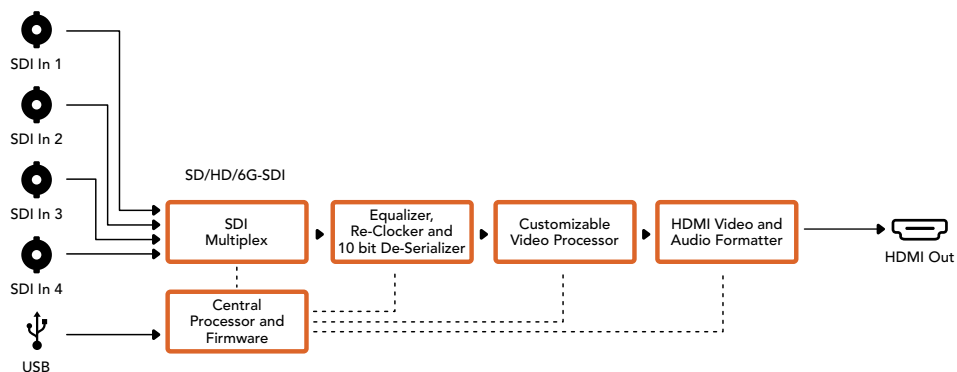 SDI In 1
SDI In 2
SDI In 3
SDI In 4
USB
SD/HD/6G-SDI
SDI
Multiplex
Equalizer,
Re-Clocker and
10 bit De-Serializer
Customizable
Video Processor
HDMI Video and
Audio Formatter
HDMI Out
Central
Processor and
Firmware